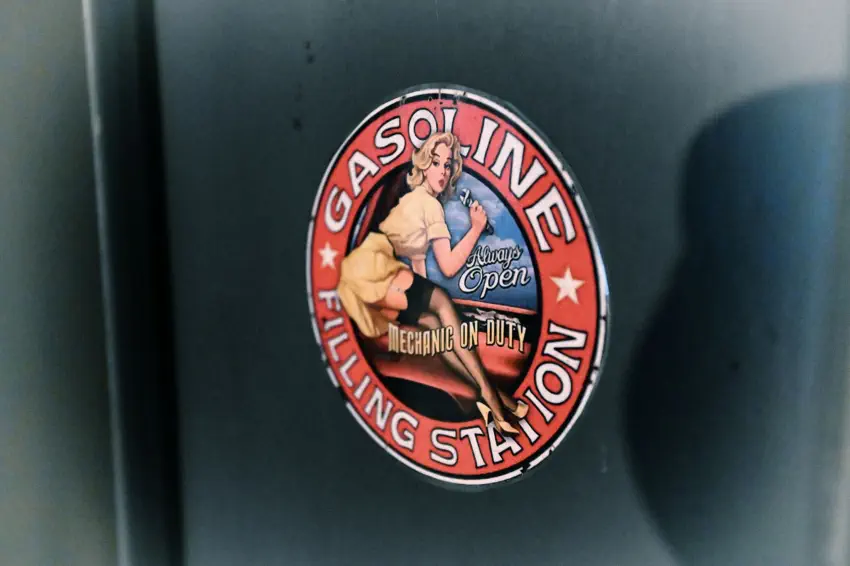 GASOLINE
Always
Open
MECHANIC ON DUTY
FILLING STATION